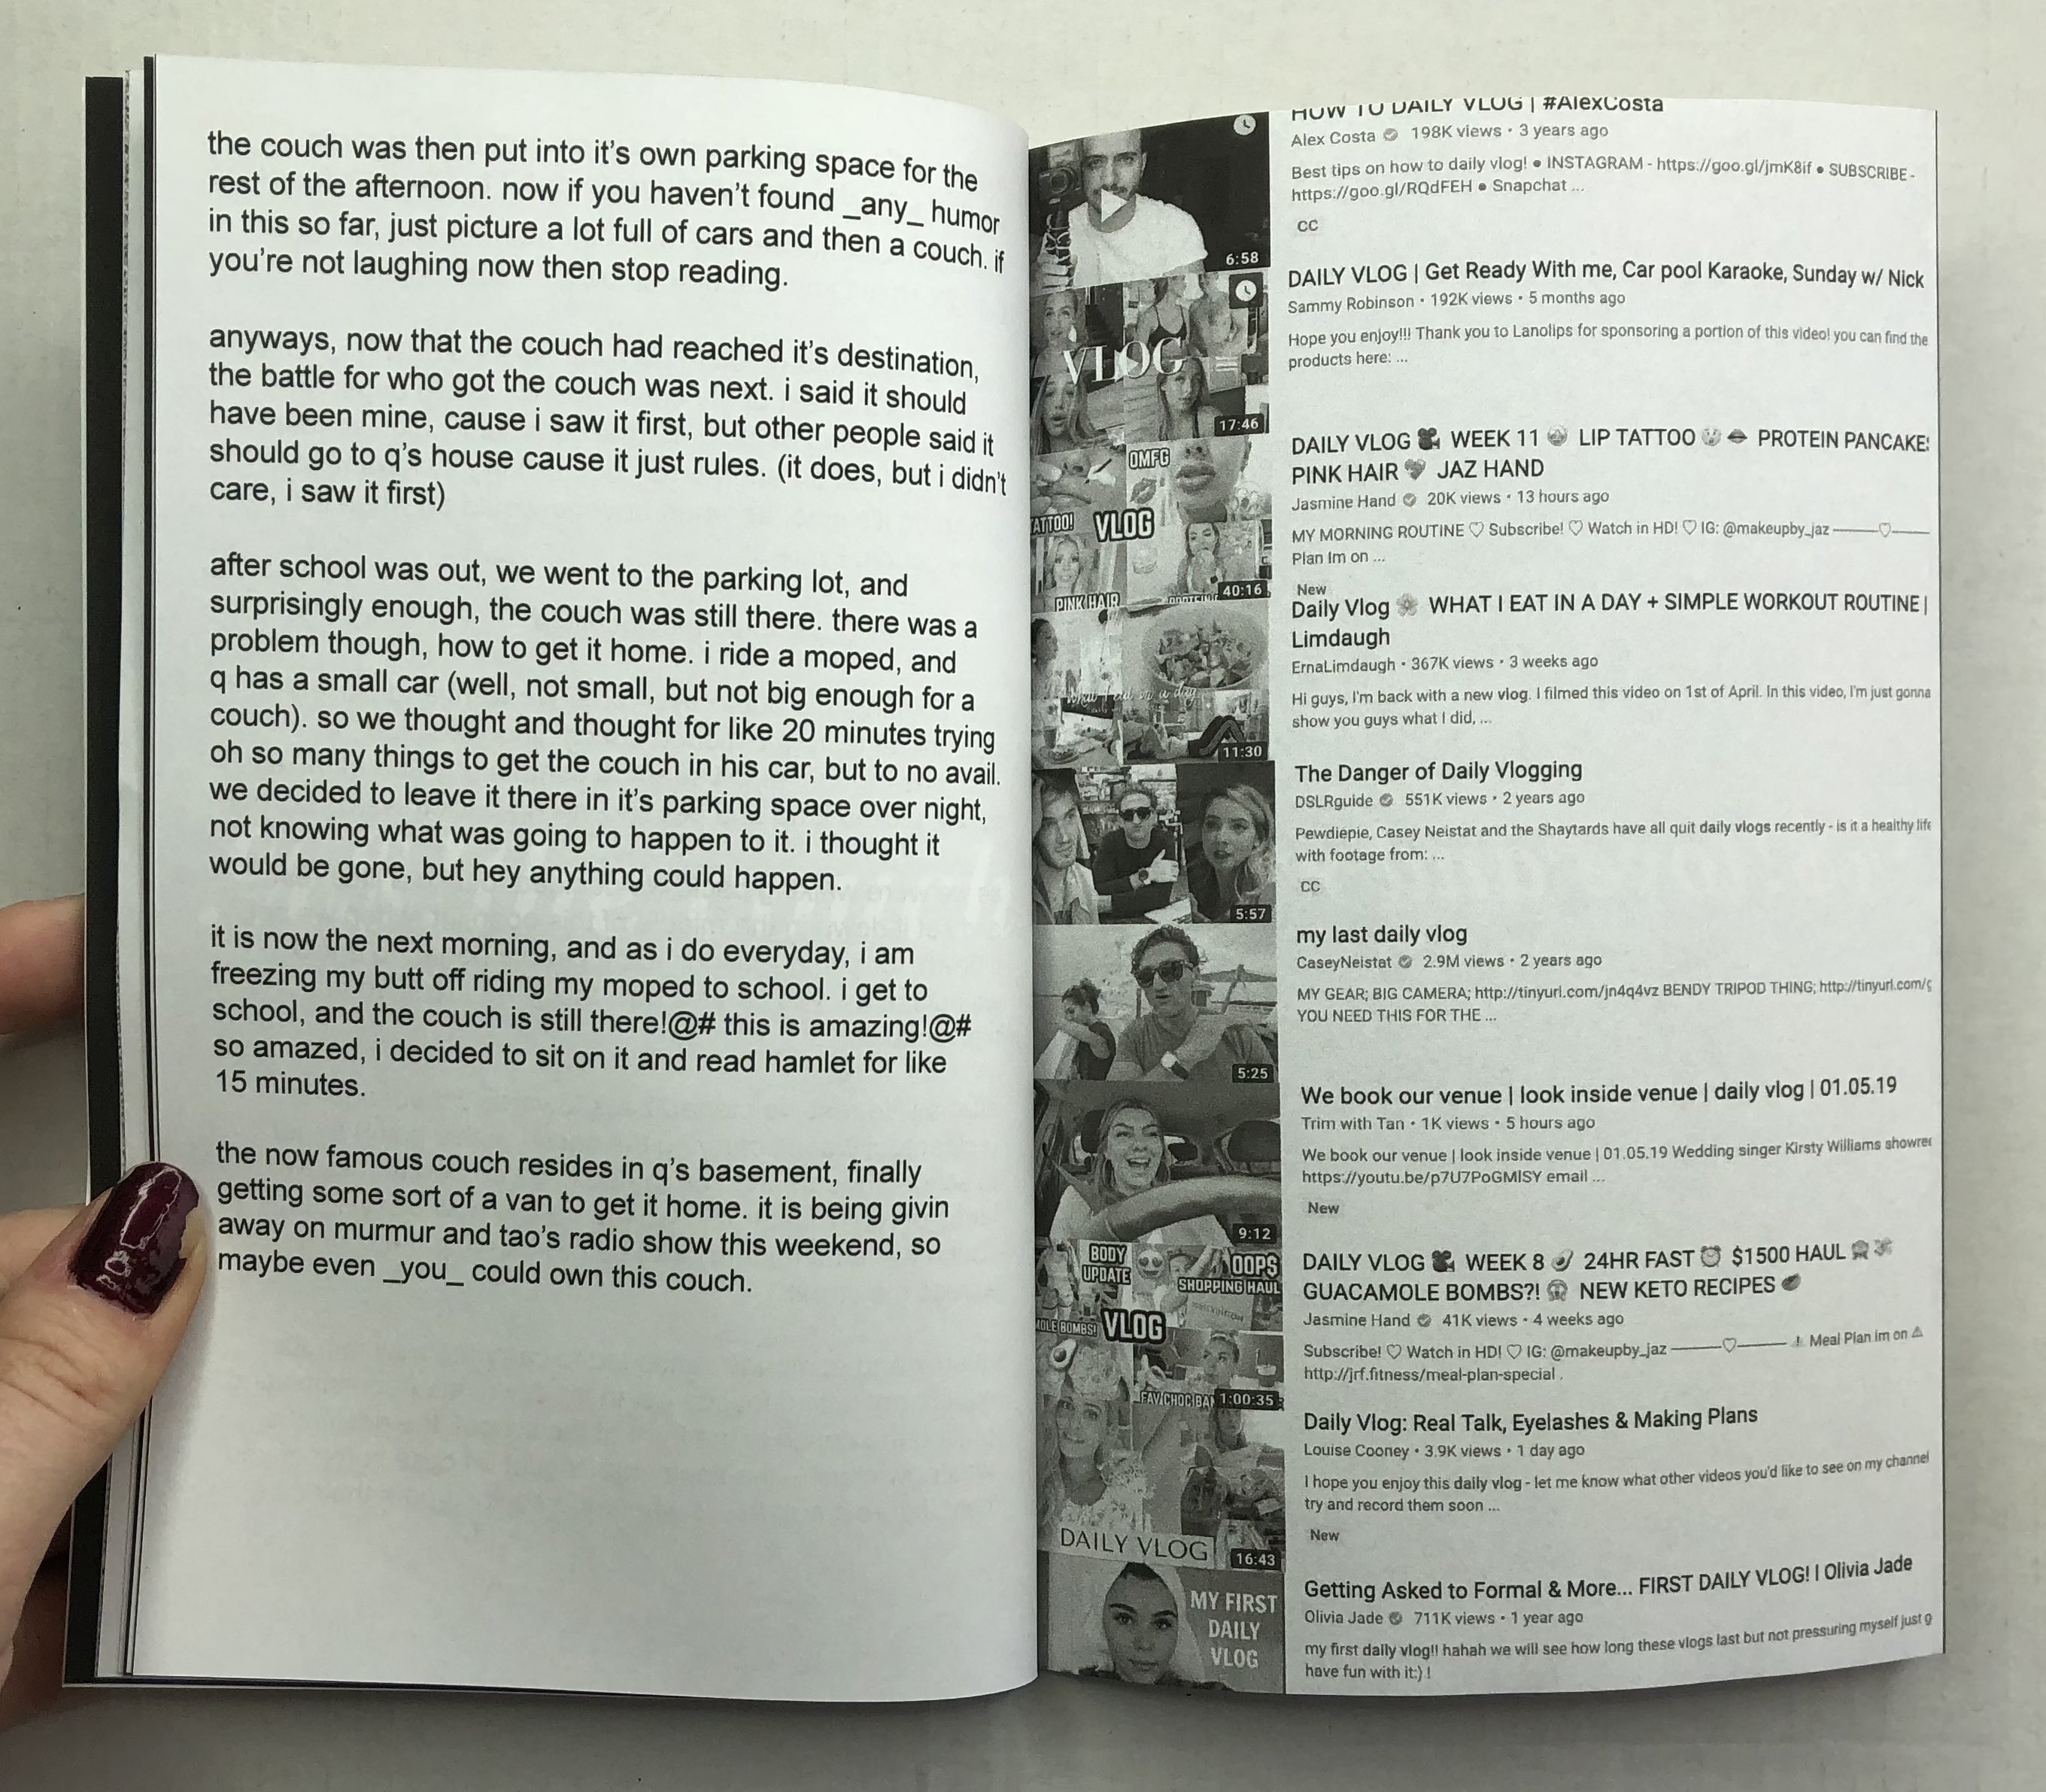 the couch was then put into it's own parking space for the
rest of the afternoon. now if you haven't found _any_ humor
in this so far, just picture a lot full of cars and then a couch. if
you're not laughing now then stop reading.
anyways, now that the couch had reached it's destination,
the battle for who got the couch was next. i said it should
have been mine, cause i saw it first, but other people said it
should go to q's house cause it just rules. (it does, but i didn't
care, i saw it first)
after school was out, we went to the parking lot, and
surprisingly enough, the couch was still there. there was a
problem though, how to get it home. i ride a moped, and
q has a small car (well, not small, but not big enough for a
couch). so we thought and thought for like 20 minutes trying
oh so many things to get the couch in his car, but to no avail.
we decided to leave it there in it's parking space over night,
not knowing what was going to happen to it. i thought it
would be gone, but hey anything could happen.
it is now the next morning, and as i do everyday, i am
freezing my butt off riding my moped to school. i get to
school, and the couch is still there!@# this is amazing!@#
so amazed, i decided to sit on it and read hamlet for like
15 minutes.
the now famous couch resides in q's basement, finally
getting some sort of a van to get it home. it is being givin
away on murmur and tao's radio show this weekend, so
maybe even _you_ could own this couch.
HOW TO DAILY VLOG | #AlexCosta
Alex Costa 198K views • 3 years ago
Best tips on how to daily vlog! ● INSTAGRAM - https://goo.gl/jmK8if ● SUBSCRIBE -
https://goo.gl/RQdFEH ● Snapchat ...
CC
6:58
DAILY VLOG | Get Ready With me, Car pool Karaoke, Sunday w/ Nick
Sammy Robinson • 192K views • 5 months ago
Hope you enjoy!!! Thank you to Lanolips for sponsoring a portion of this video! you can find the
products here: ...
VLOG
17:46
DAILY VLOG 🎥 WEEK 11 LIP TATTOO PROTEIN PANCAKES
PINK HAIR JAZ HAND
Jasmine Hand 20K views • 13 hours ago
MY MORNING ROUTINE ♡ Subscribe! ♡ Watch in HD! ♡ IG: @makeupby_jaz ———♡———
Plan Im on ...
New
OMFG
TATTOO! VLOG
PINK HAIR
40:16
Daily Vlog 🌸 WHAT I EAT IN A DAY + SIMPLE WORKOUT ROUTINE |
Limdaugh
ErnaLimdaugh • 367K views • 3 weeks ago
Hi guys, I'm back with a new vlog. I filmed this video on 1st of April. In this video, I'm just gonna
show you guys what I did, ...
what I eat in a day
11:30
The Danger of Daily Vlogging
DSLRguide 551K views • 2 years ago
Pewdiepie, Casey Neistat and the Shaytards have all quit daily vlogs recently - is it a healthy life
with footage from: ...
CC
5:57
my last daily vlog
CaseyNeistat 2.9M views • 2 years ago
MY GEAR; BIG CAMERA; http://tinyurl.com/jn4q4vz BENDY TRIPOD THING; http://tinyurl.com/g
YOU NEED THIS FOR THE ...
5:25
We book our venue | look inside venue | daily vlog | 01.05.19
Trim with Tan • 1K views • 5 hours ago
We book our venue | look inside venue | 01.05.19 Wedding singer Kirsty Williams showree
https://youtu.be/p7U7PoGMlSY email ...
New
9:12
DAILY VLOG 🎥 WEEK 8 🥑 24HR FAST ⏰ $1500 HAUL
GUACAMOLE BOMBS?! 😱 NEW KETO RECIPES 🥑
Jasmine Hand 41K views • 4 weeks ago
Subscribe! ♡ Watch in HD! ♡ IG: @makeupby_jaz ———♡——— Meal Plan im on ⚠
http://jrf.fitness/meal-plan-special .
BODY
UPDATE
OOPS
SHOPPING HAUL
MOLE BOMBS! VLOG
FAV CHOC BA
1:00:35
Daily Vlog: Real Talk, Eyelashes & Making Plans
Louise Cooney • 3.9K views • 1 day ago
I hope you enjoy this daily vlog - let me know what other videos you'd like to see on my channel
try and record them soon ...
New
DAILY VLOG
16:43
Getting Asked to Formal & More... FIRST DAILY VLOG! | Olivia Jade
Olivia Jade 711K views • 1 year ago
my first daily vlog!! hahah we will see how long these vlogs last but not pressuring myself just g
have fun with it:) !
MY FIRST
DAILY
VLOG